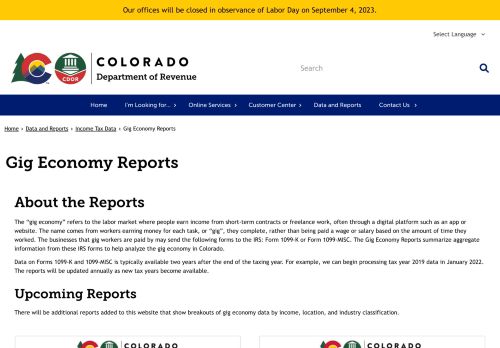 Our offices will be closed in observance of Labor Day on September 4, 2023.
Select Language
COLORADO
Department of Revenue
CDOR
Search
Home
I'm Looking for...
Online Services
Customer Center
Data and Reports
Contact Us
Home › Data and Reports › Income Tax Data › Gig Economy Reports
Gig Economy Reports
About the Reports
The “gig economy” refers to the labor market where people earn income from short-term contracts or freelance work, often through a digital platform such as an app or
website. The name comes from workers earning money for each task, or “gig”, they complete, rather than being paid a wage or salary based on the amount of time they
worked. The businesses that gig workers are paid by may send the following forms to the IRS: Form 1099-K or Form 1099-MISC. The Gig Economy Reports summarize aggregate
information from these IRS forms to help analyze the gig economy in Colorado.
Data on Forms 1099-K and 1099-MISC is typically available two years after the end of the taxing year. For example, we can begin processing tax year 2019 data in January 2022.
The reports will be updated annually as new tax years become available.
Upcoming Reports
There will be additional reports added to this website that show breakouts of gig economy data by income, location, and industry classification.
COLORADO
COLORADO